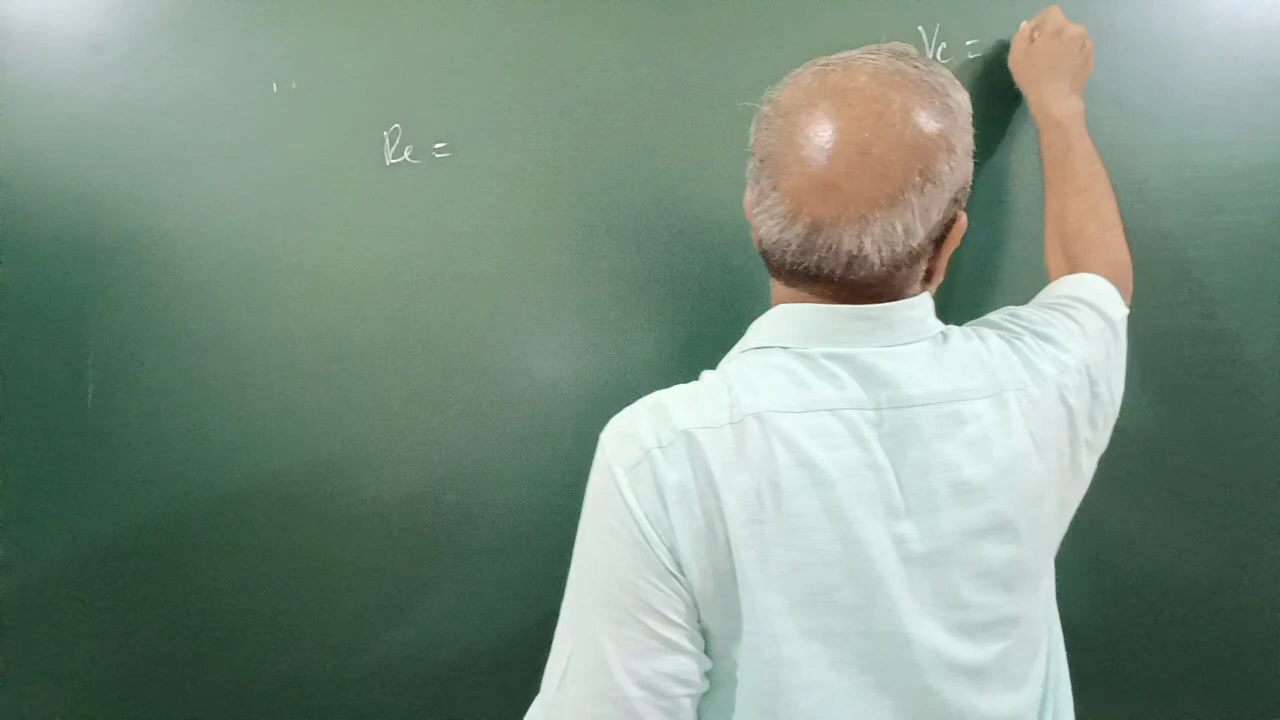 Vc =
Re =